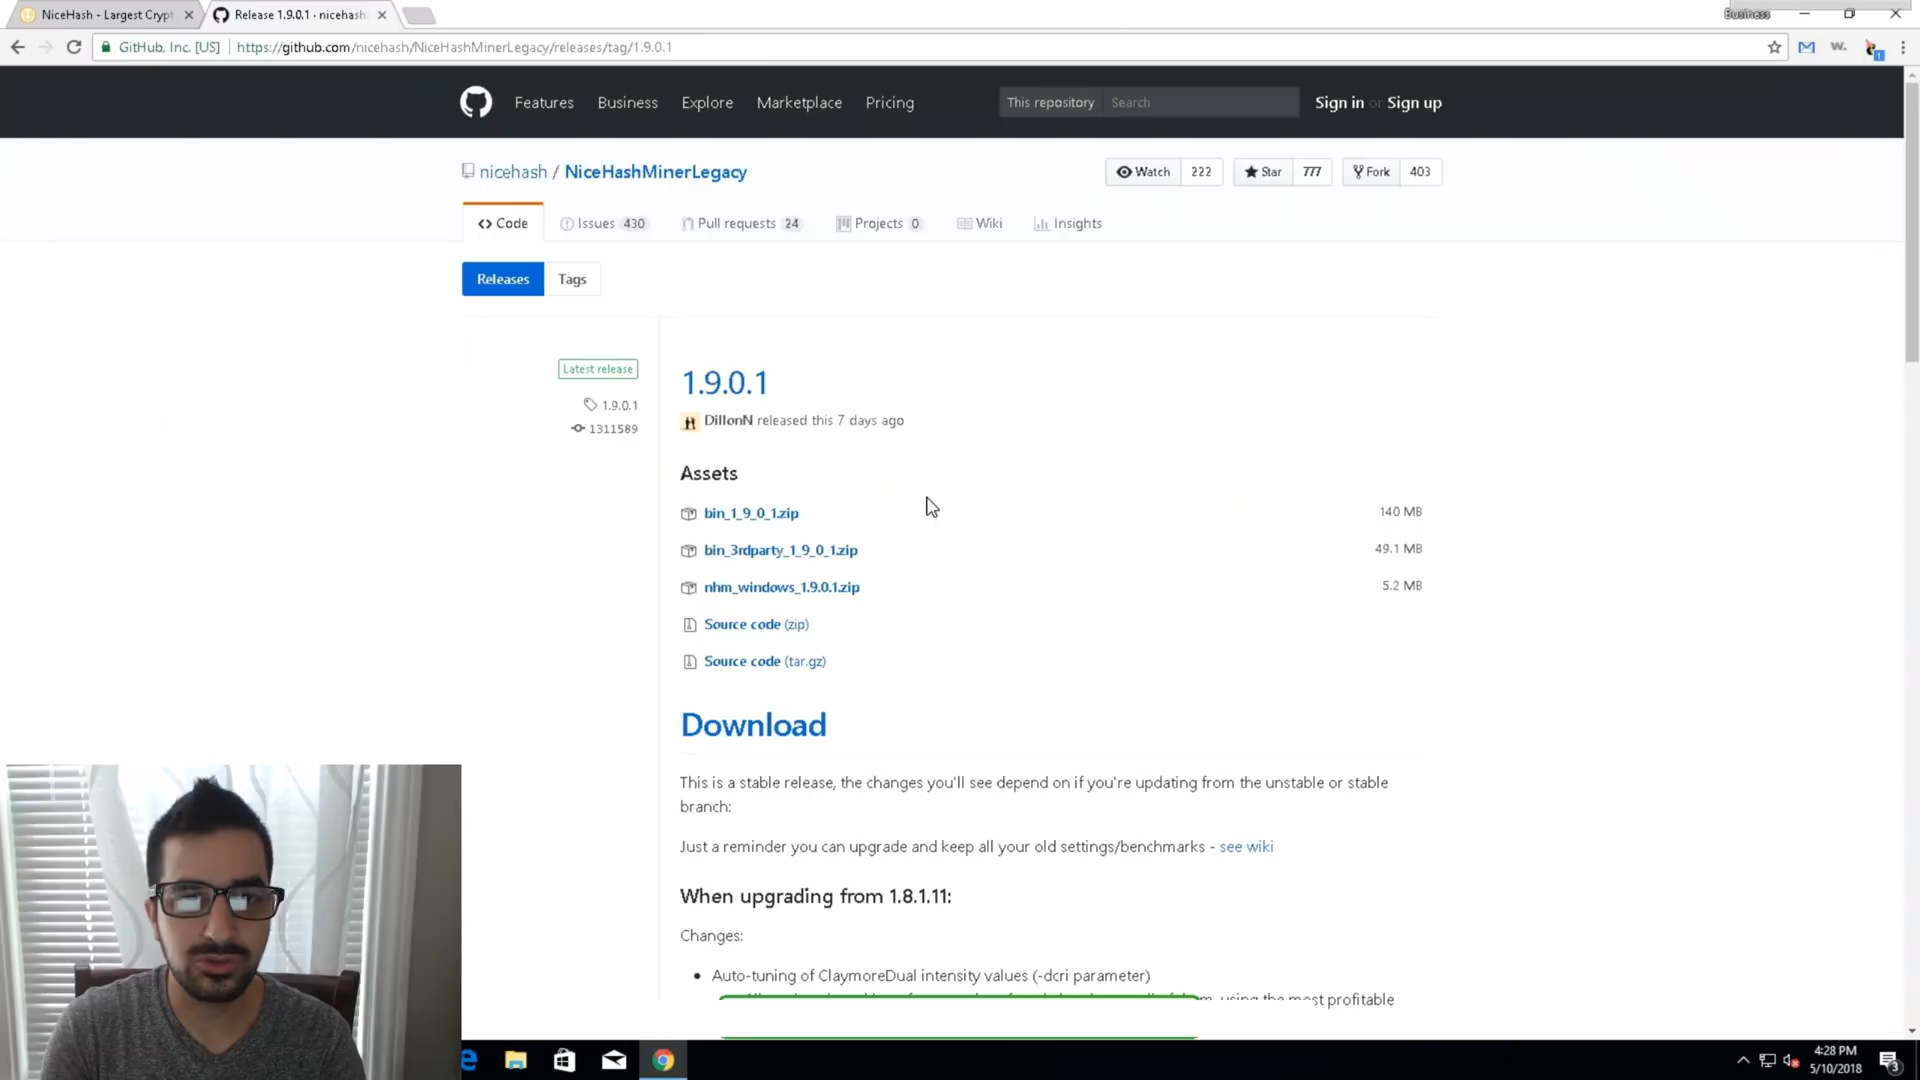 NiceHash - Largest Crypt
Release 1.9.0.1 · nicehash
Business
GitHub, Inc. [US] https://github.com/nicehash/NiceHashMinerLegacy/releases/tag/1.9.0.1
Features Business Explore Marketplace Pricing This repository Search Sign in or Sign up
nicehash / NiceHashMinerLegacy Watch 222 Star 777 Fork 403
Code Issues 430 Pull requests 24 Projects 0 Wiki Insights
Releases Tags
Latest release
1.9.0.1
1311589
1.9.0.1
DillonN released this 7 days ago
Assets
bin_1_9_0_1.zip 140 MB
bin_3rdparty_1_9_0_1.zip 49.1 MB
nhm_windows_1.9.0.1.zip 5.2 MB
Source code (zip)
Source code (tar.gz)
Download
This is a stable release, the changes you'll see depend on if you're updating from the unstable or stable
branch:
Just a reminder you can upgrade and keep all your old settings/benchmarks - see wiki
When upgrading from 1.8.1.11:
Changes:
• Auto-tuning of ClaymoreDual intensity values (-dcri parameter)
using the most profitable
4:28 PM
5/10/2018
3